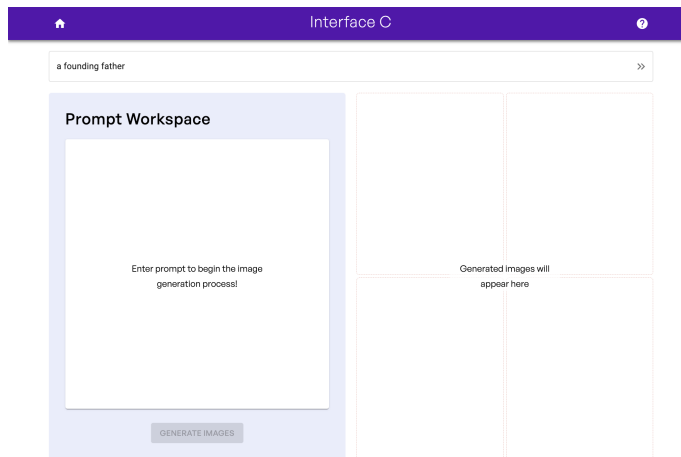 Interface C
a founding father
Prompt Workspace
Enter prompt to begin the image
generation process!
GENERATE IMAGES
Generated images will
appear here